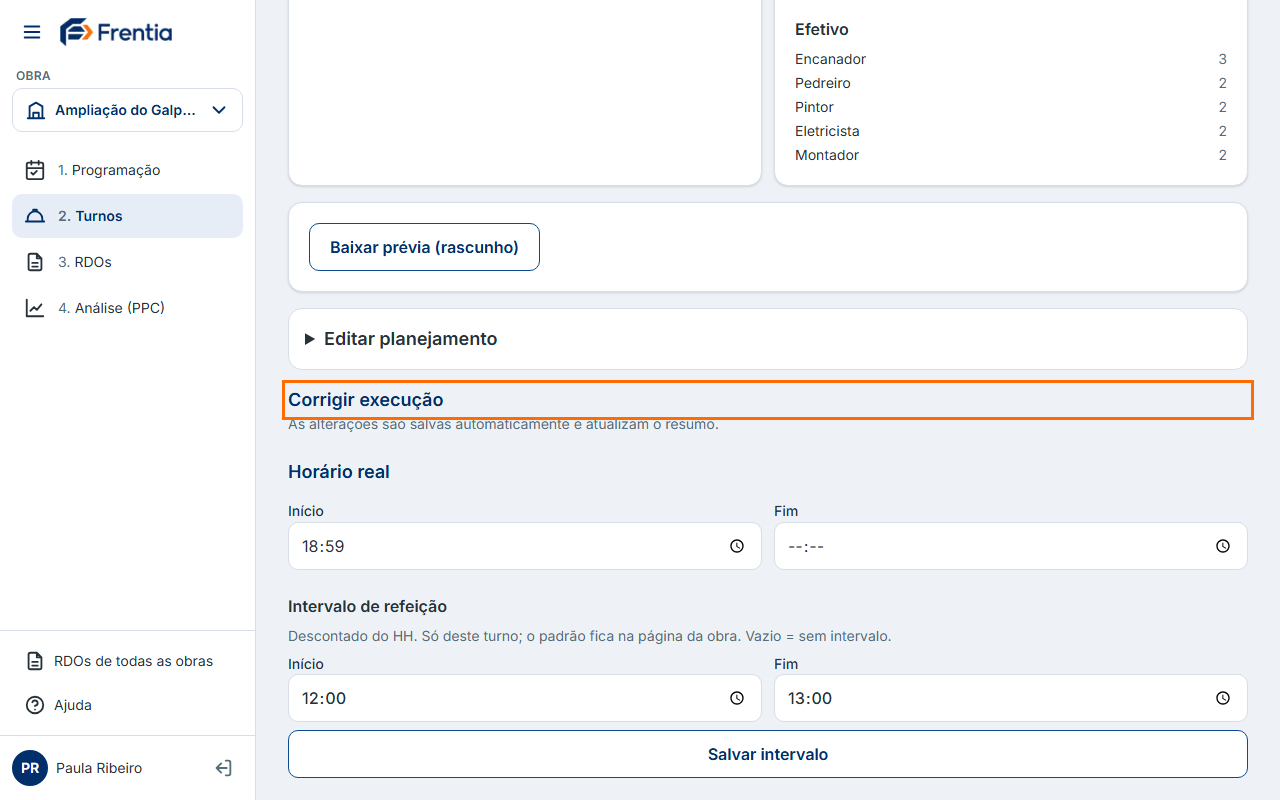 Frentia
OBRA
Ampliação do Galp...
1. Programação
2. Turnos
3. RDOs
4. Análise (PPC)
RDOs de todas as obras
Ajuda
PR
Paula Ribeiro
Efetivo
Encanador 3
Pedreiro 2
Pintor 2
Eletricista 2
Montador 2
Baixar prévia (rascunho)
Editar planejamento
Corrigir execução
As alterações são salvas automaticamente e atualizam o resumo.
Horário real
Início Fim
18:59 --:--
Intervalo de refeição
Descontado do HH. Só deste turno; o padrão fica na página da obra. Vazio = sem intervalo.
Início Fim
12:00 13:00
Salvar intervalo